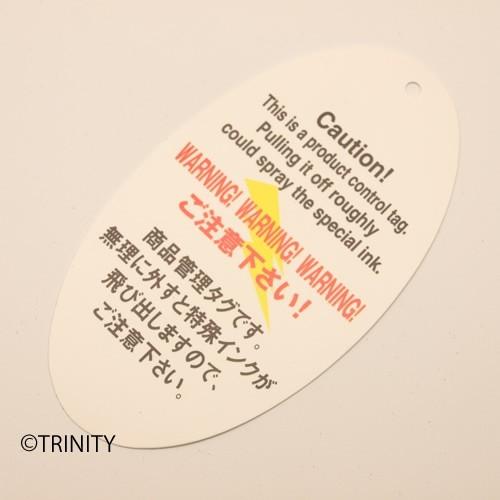 Caution!
This is a product control tag.
Pulling it off roughly
could spray the special ink.
WARNING! WARNING! WARNING!
ご注意下さい!
商品管理タグです。
無理に外すと特殊インクが
飛び出しますので、
ご注意下さい。
©TRINITY